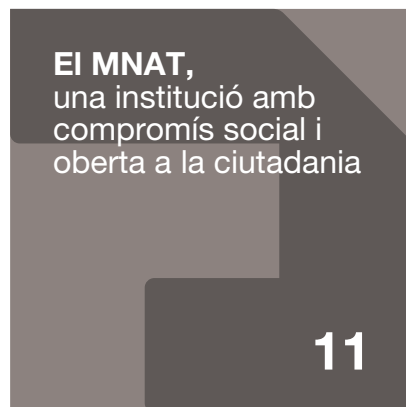 El MNAT,
una institució amb
compromís social i
oberta a la ciutadania
11